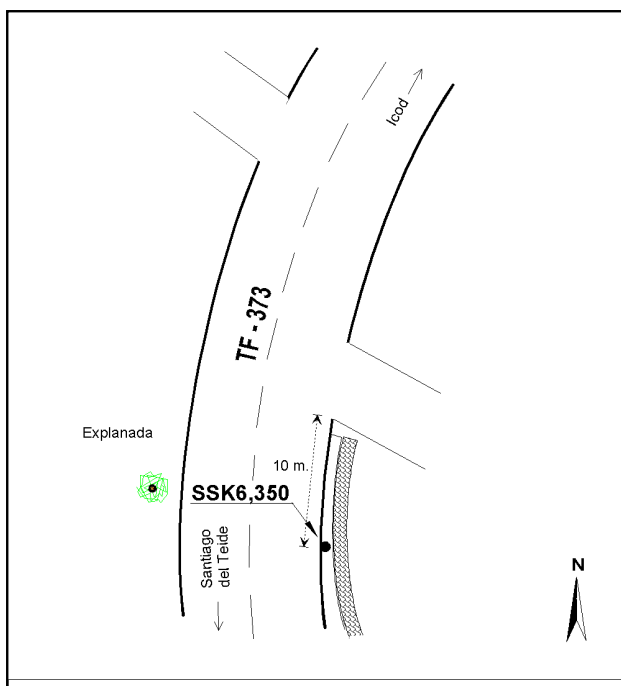 Icod
TF - 373
Explanada
10 m.
SSK6,350
Santiago
del Teide
N